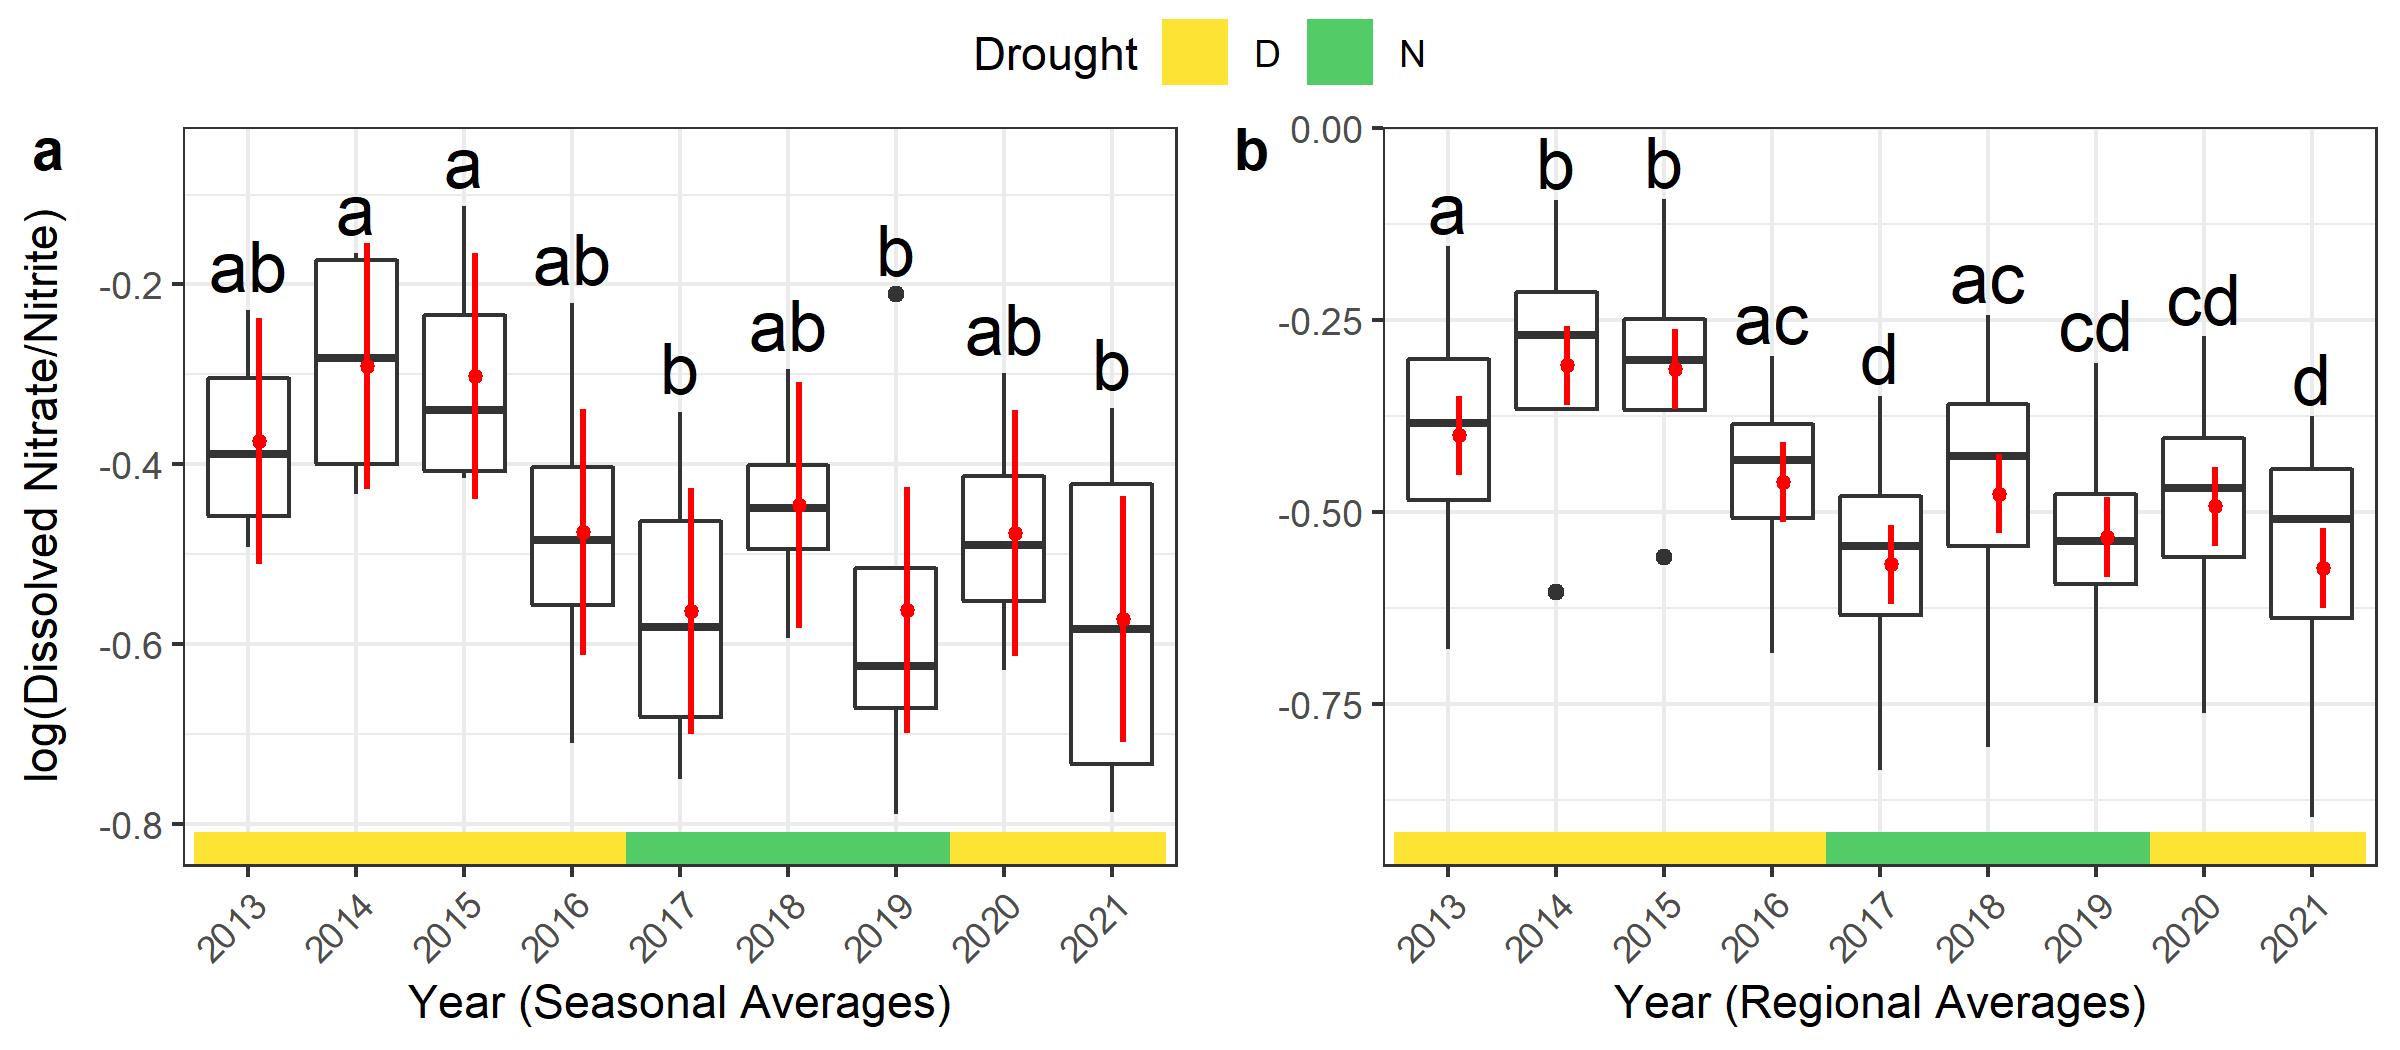 Drought D N
a
log(Dissolved Nitrate/Nitrite)
-0.2
-0.4
-0.6
-0.8
ab a a ab b ab b ab b
2013 2014 2015 2016 2017 2018 2019 2020 2021
Year (Seasonal Averages)
b
0.00
-0.25
-0.50
-0.75
a b b ac d ac cd cd d
2013 2014 2015 2016 2017 2018 2019 2020 2021
Year (Regional Averages)